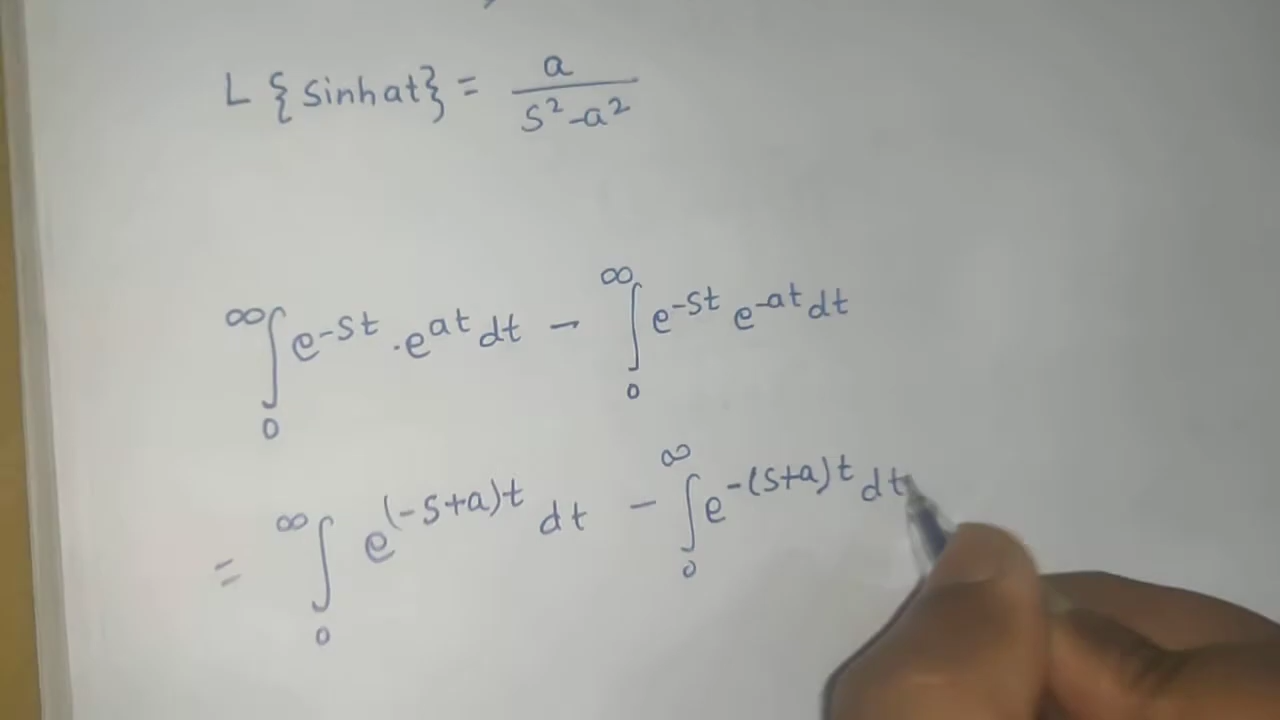 L{sinhat} = a/(s²-a²)
∞∫0 e^-st . e^at dt - ∞∫0 e^-st e^-at dt
= ∞∫0 e^(-s+a)t dt - ∞∫0 e^-(s+a)t dt